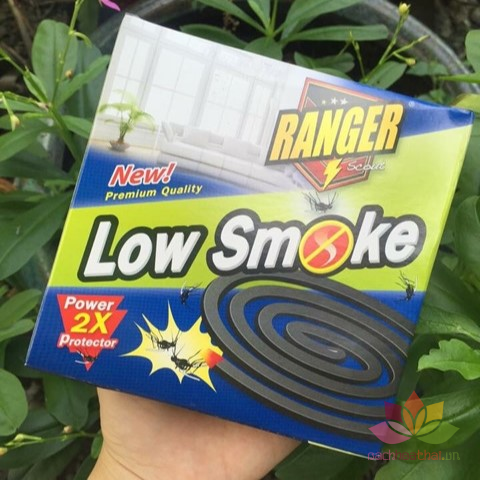 RANGER
Scout
New!
Premium Quality
Low Smoke
Power
2X
Protector